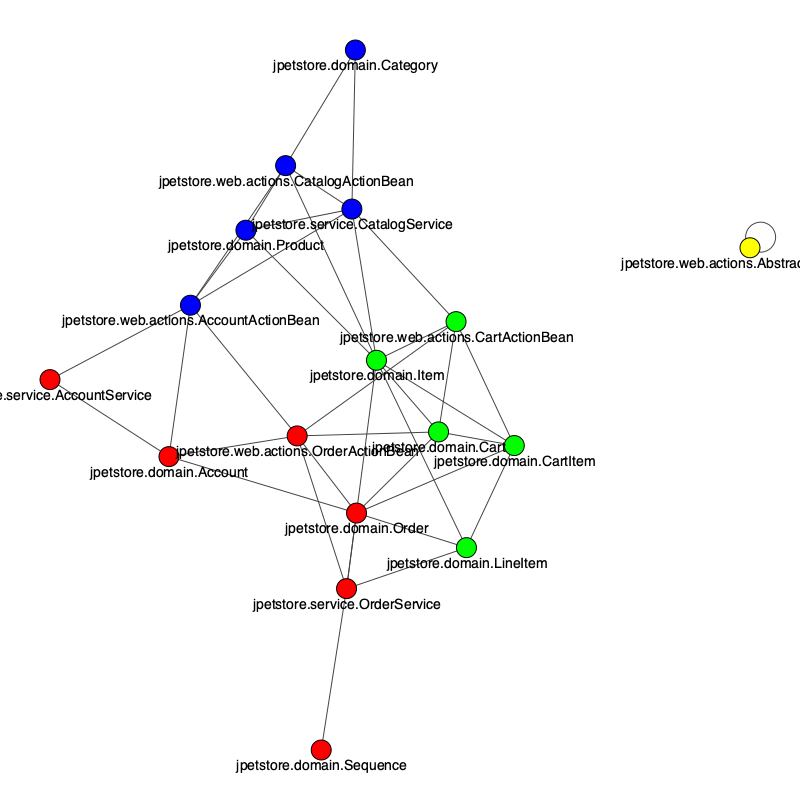 jpetstore.domain.Category
jpetstore.web.actions.CatalogActionBean
jpetstore.service.CatalogService
jpetstore.domain.Product
jpetstore.web.actions.Abstrac
jpetstore.web.actions.AccountActionBean
jpetstore.web.actions.CartActionBean
jpetstore.domain.Item
e.service.AccountService
jpetstore.domain.Cart
jpetstore.web.actions.OrderActionBean
jpetstore.domain.CartItem
jpetstore.domain.Account
jpetstore.domain.Order
jpetstore.domain.LineItem
jpetstore.service.OrderService
jpetstore.domain.Sequence